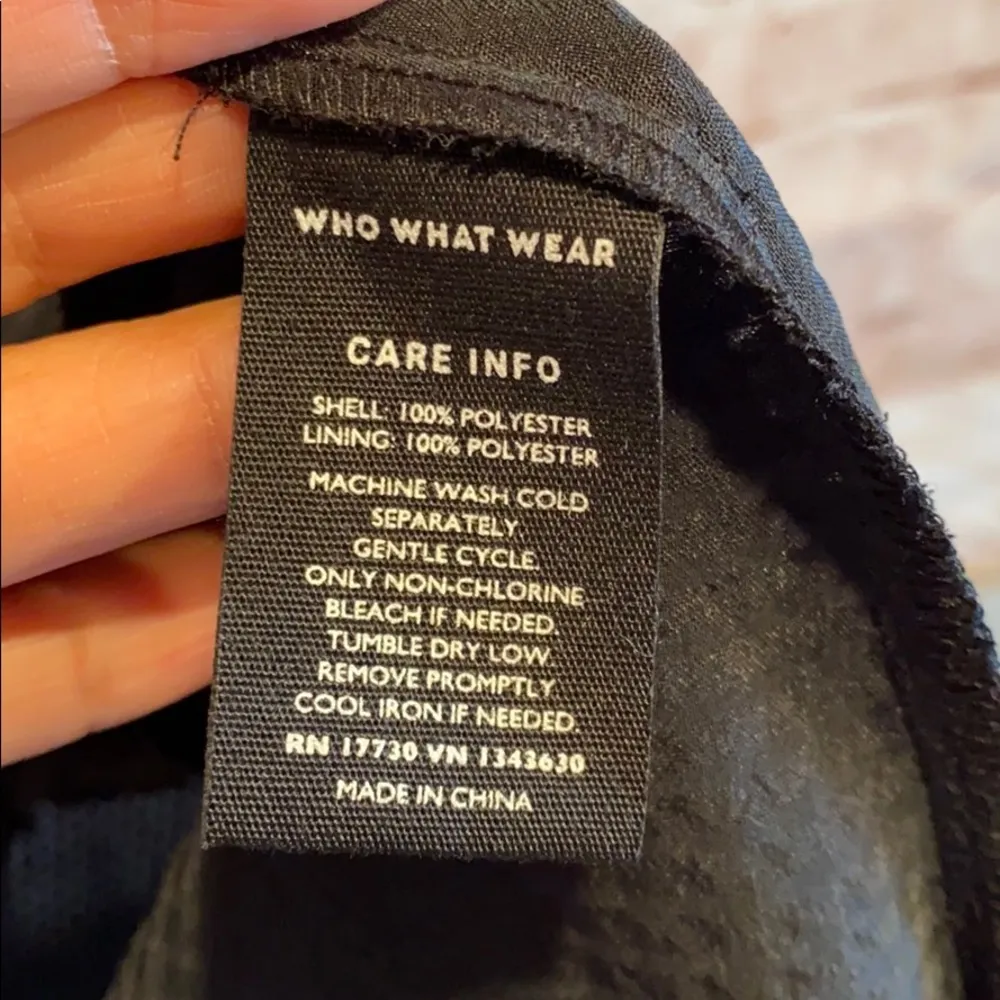 WHO WHAT WEAR
CARE INFO
SHELL: 100% POLYESTER
LINING: 100% POLYESTER
MACHINE WASH COLD
SEPARATELY
GENTLE CYCLE.
ONLY NON-CHLORINE
BLEACH IF NEEDED.
TUMBLE DRY LOW.
REMOVE PROMPTLY
COOL IRON IF NEEDED.
RN 17730 VN 1343630
MADE IN CHINA